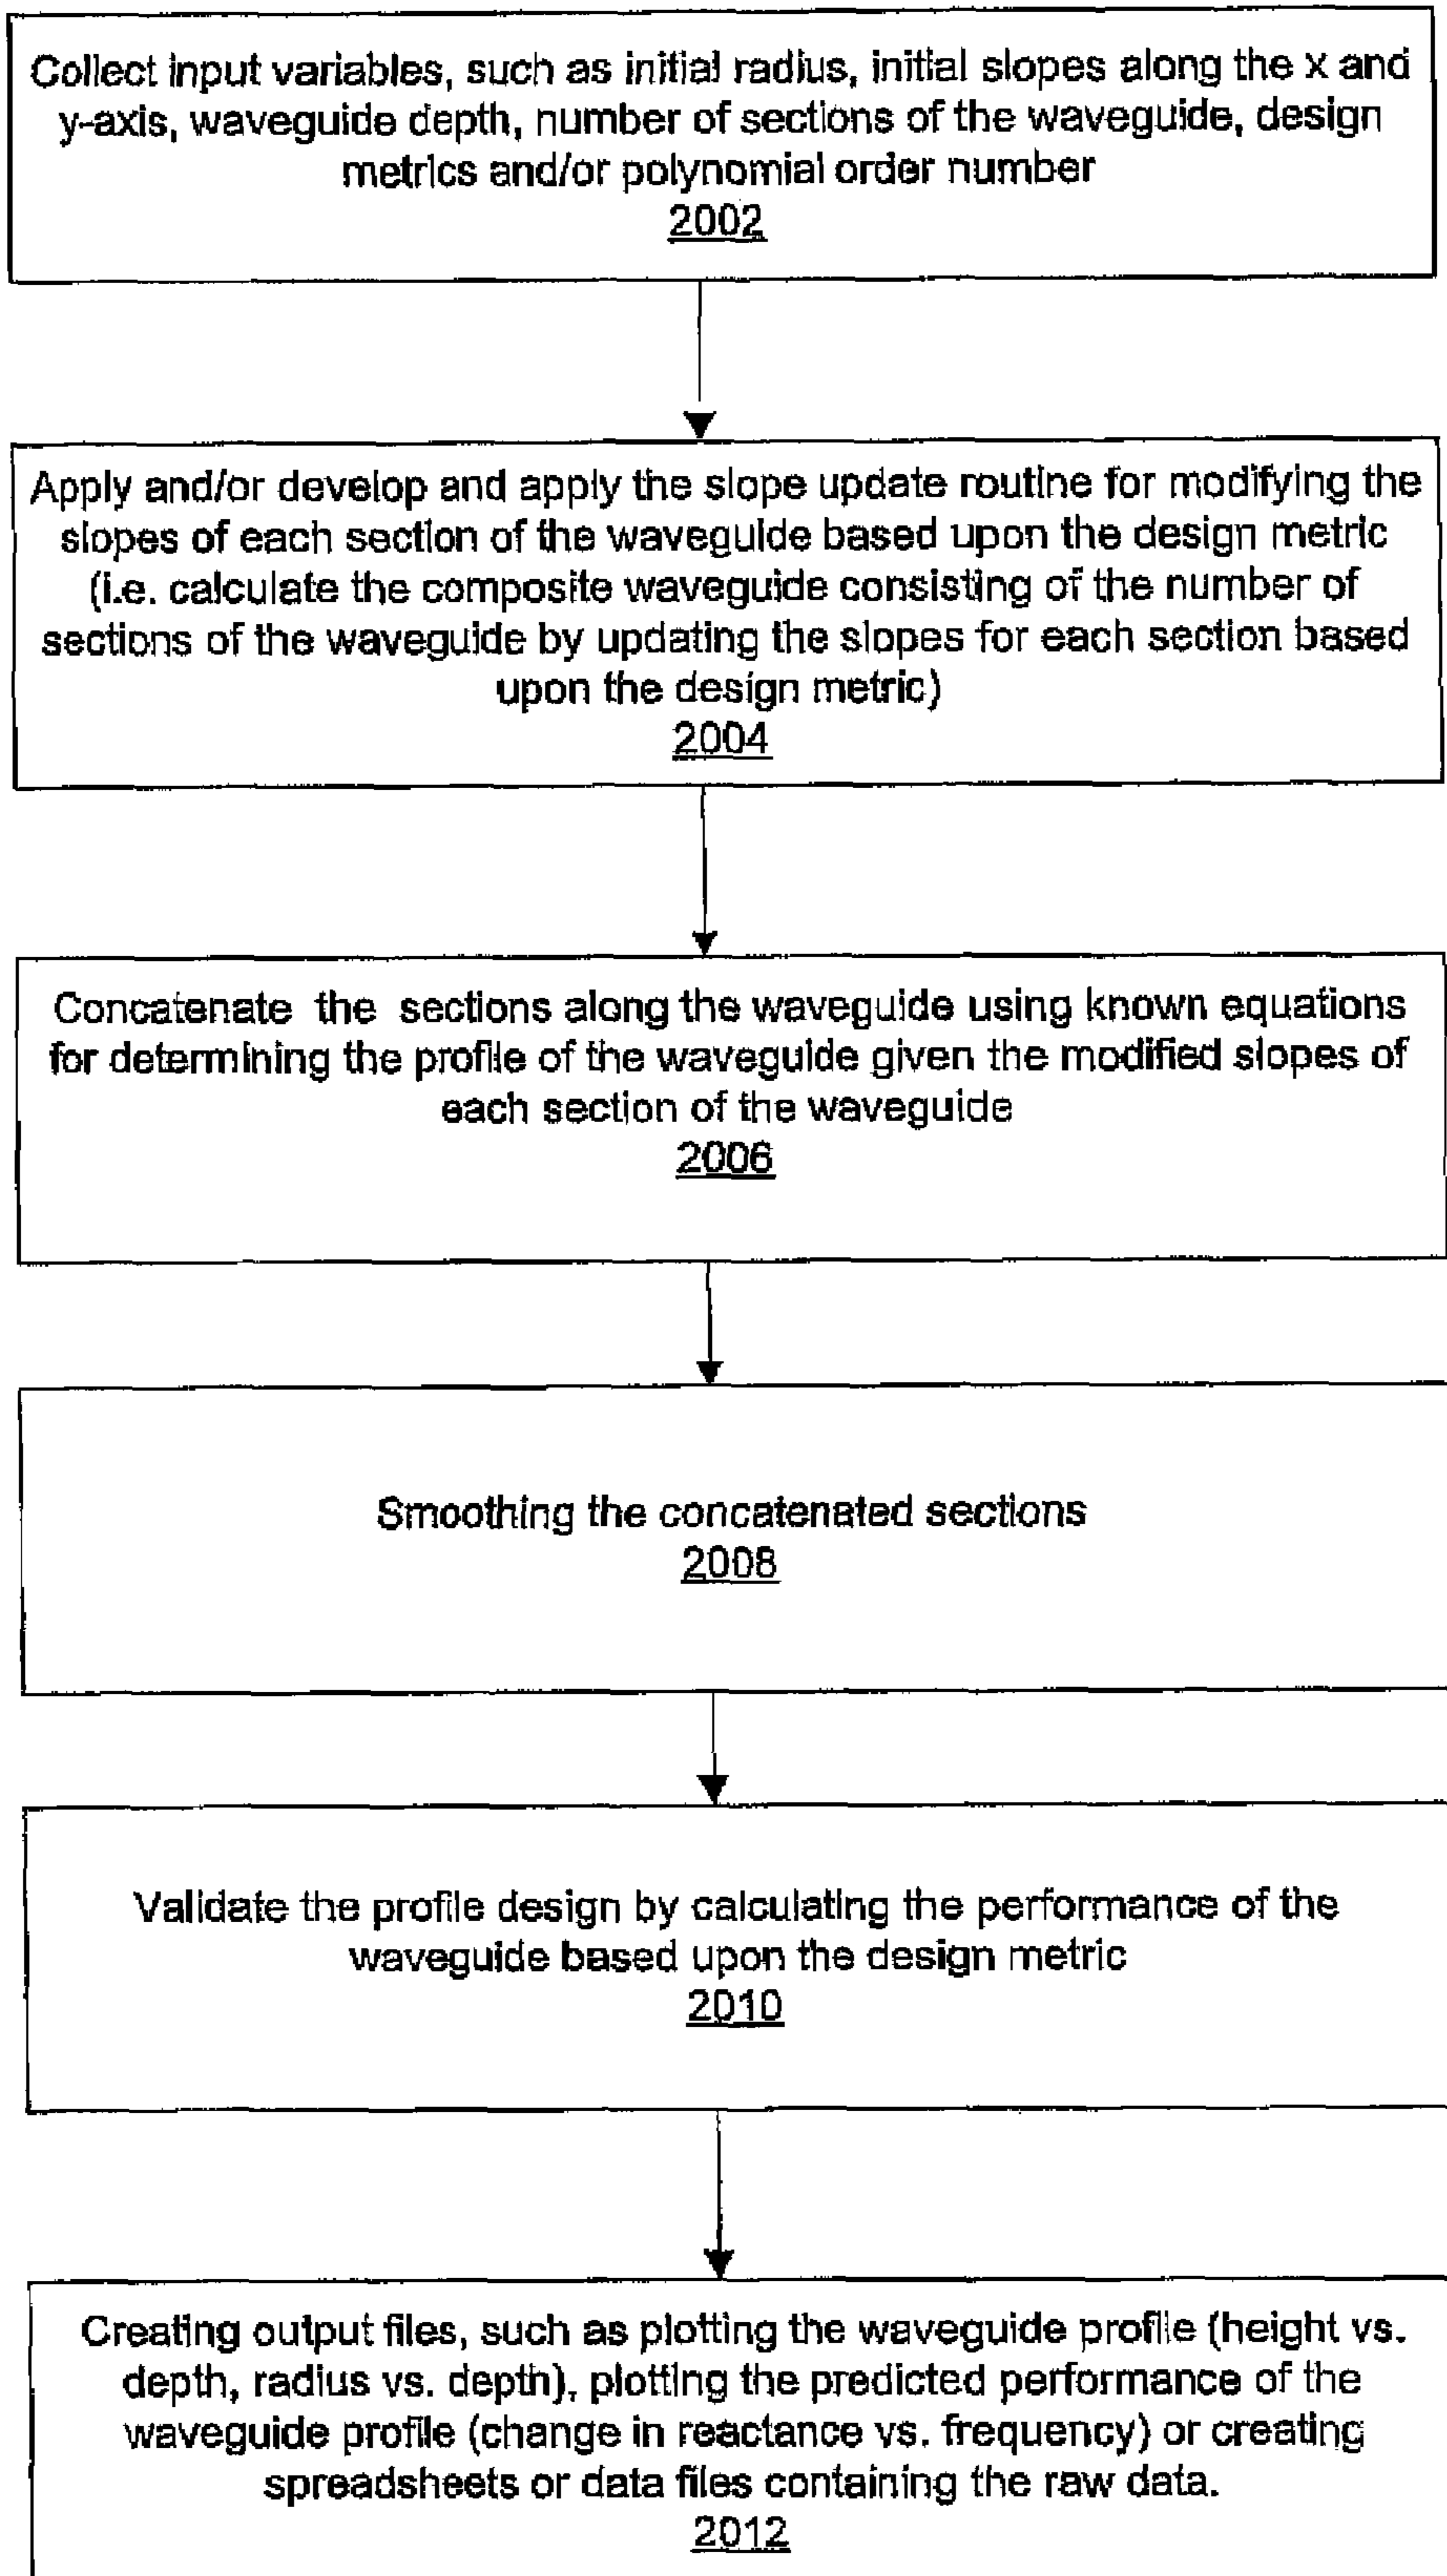 Collect input variables, such as initial radius, initial slopes along the x and
y-axis, waveguide depth, number of sections of the waveguide, design
metrics and/or polynomial order number
2002
Apply and/or develop and apply the slope update routine for modifying the
slopes of each section of the waveguide based upon the design metric
(i.e. calculate the composite waveguide consisting of the number of
sections of the waveguide by updating the slopes for each section based
upon the design metric)
2004
Concatenate the sections along the waveguide using known equations
for determining the profile of the waveguide given the modified slopes of
each section of the waveguide
2006
Smoothing the concatenated sections
2008
Validate the profile design by calculating the performance of the
waveguide based upon the design metric
2010
Creating output files, such as plotting the waveguide profile (height vs.
depth, radius vs. depth), plotting the predicted performance of the
waveguide profile (change in reactance vs. frequency) or creating
spreadsheets or data files containing the raw data.
2012